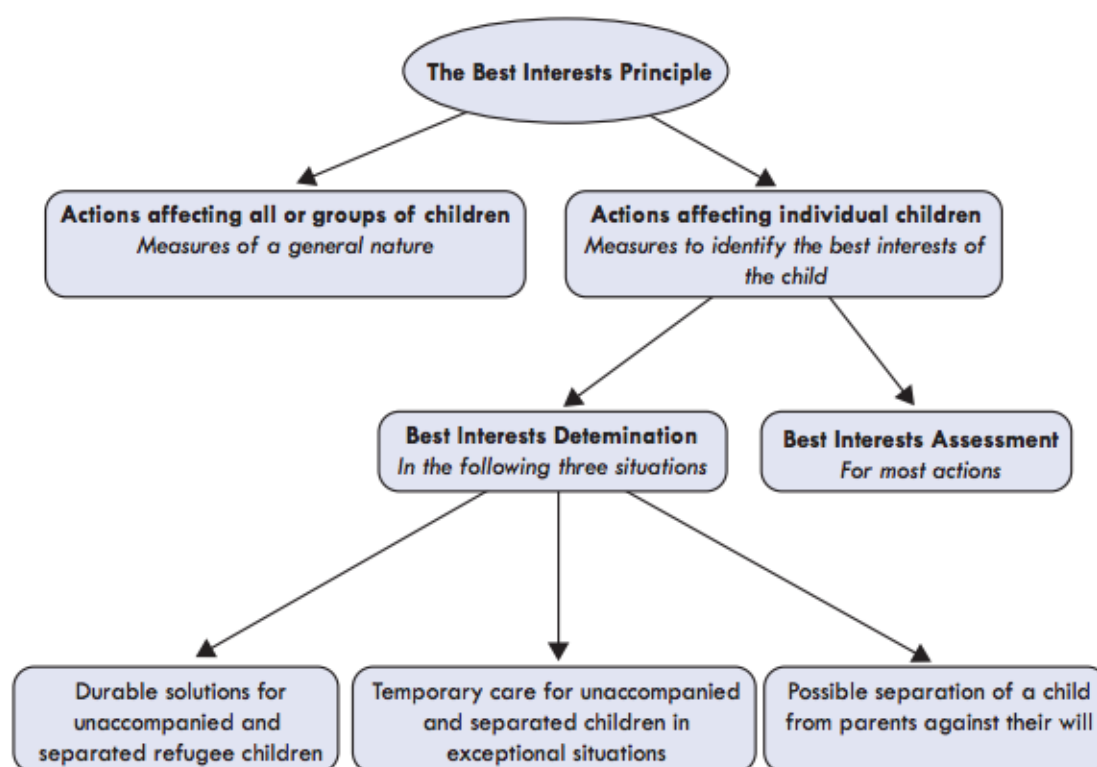 The Best Interests Principle
Actions affecting all or groups of children
Measures of a general nature
Actions affecting individual children
Measures to identify the best interests of
the child
Best Interests Detemination
In the following three situations
Best Interests Assessment
For most actions
Durable solutions for
unaccompanied and
separated refugee children
Temporary care for unaccompanied
and separated children in
exceptional situations
Possible separation of a child
from parents against their will